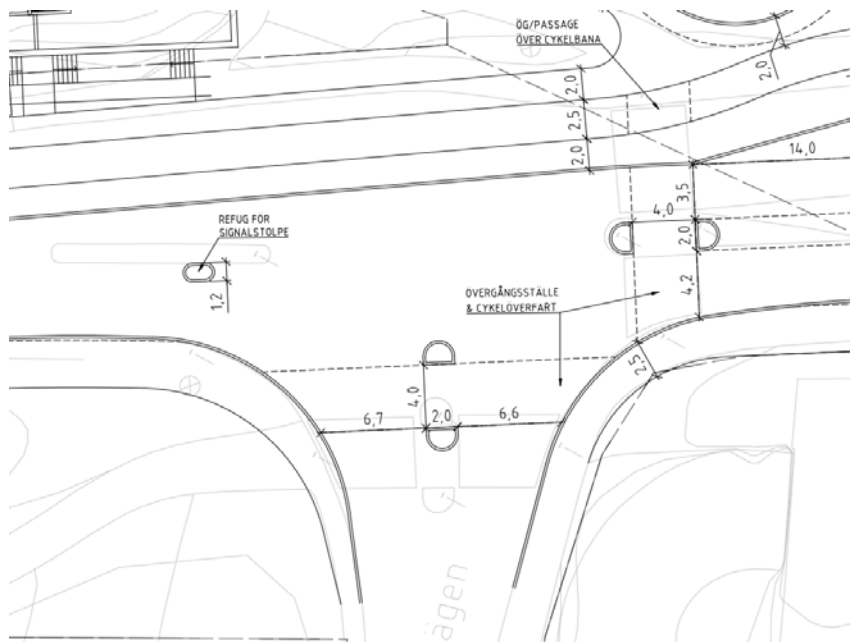 ÖG/PASSAGE
ÖVER CYKELBANA
2,0
2,0
2,5
2,0
14,0
3,5
4,0
2,0
4,2
REFUG FÖR
SIGNALSTOLPE
1,2
ÖVERGÅNGSSTÄLLE
& CYKELÖVERFART
2,5
4,0
6,7
2,0
6,6
ägen